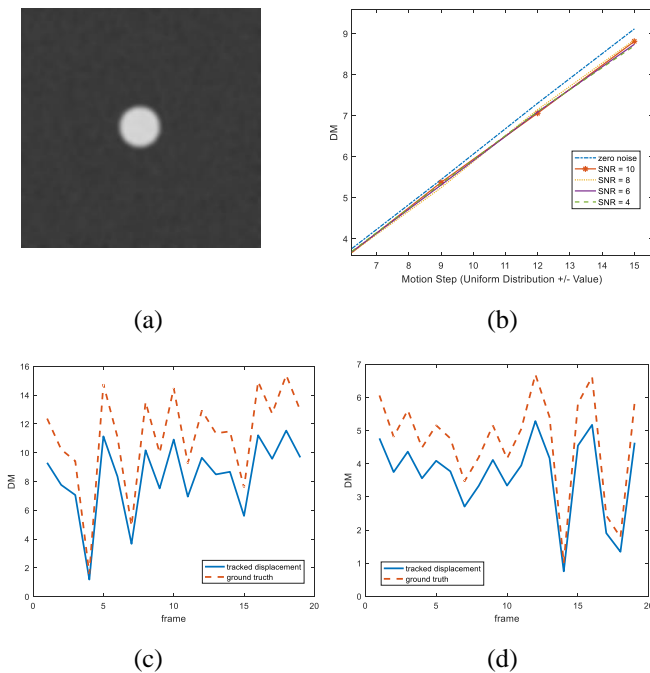 9
8
7
6
5
4
DM
zero noise
SNR = 10
SNR = 8
SNR = 6
SNR = 4
7 8 9 10 11 12 13 14 15
Motion Step (Uniform Distribution +/- Value)
(a)
(b)
16
14
12
10
8
6
4
2
0
DM
tracked displacement
ground tructh
0 5 10 15 20
frame
7
6
5
4
3
2
1
0
DM
tracked displacement
ground truth
0 5 10 15 20
frame
(c)
(d)